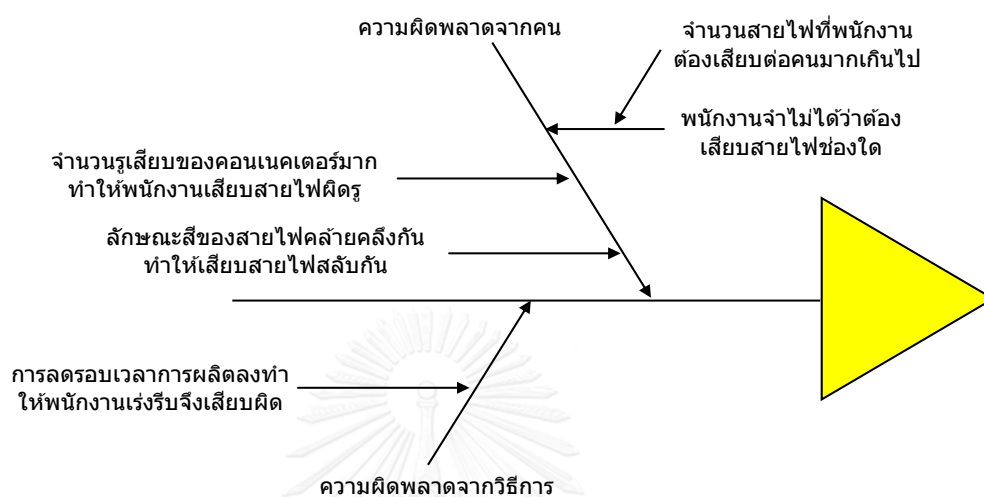 ความผิดพลาดจากคน
จำนวนสายไฟที่พนักงาน
ต้องเสียบต่อคนมากเกินไป
พนักงานจำไม่ได้ว่าต้อง
เสียบสายไฟช่องใด
จำนวนรูเสียบของคอนเนคเตอร์มาก
ทำให้พนักงานเสียบสายไฟผิดรู
ลักษณะสีของสายไฟคล้ายคลึงกัน
ทำให้เสียบสายไฟสลับกัน
การลดรอบเวลาการผลิตลงทำ
ให้พนักงานเร่งรีบจึงเสียบผิด
ความผิดพลาดจากวิธีการ